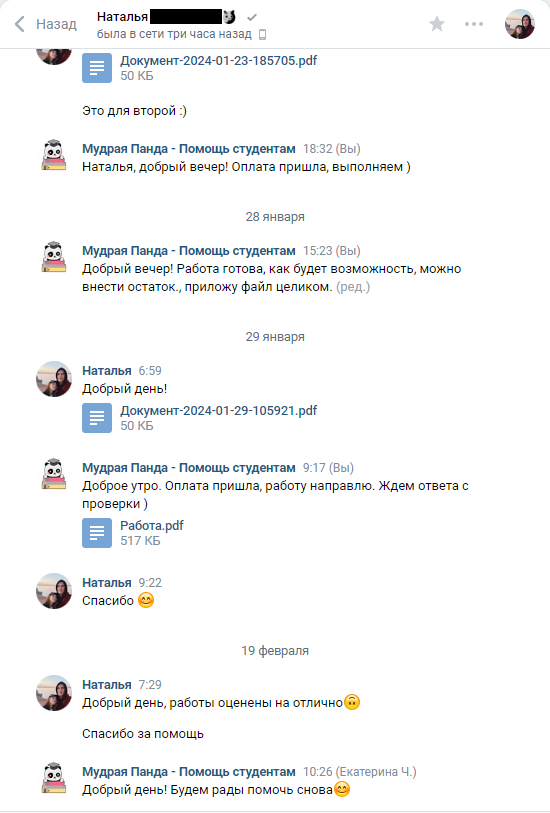 Назад
Наталья
была в сети три часа назад
Документ-2024-01-23-185705.pdf
50 КБ
Это для второй :)
Мудрая Панда - Помощь студентам 18:32 (Вы)
Наталья, добрый вечер! Оплата пришла, выполняем )
28 января
Мудрая Панда - Помощь студентам 15:23 (Вы)
Добрый вечер! Работа готова, как будет возможность, можно
внести остаток., приложу файл целиком. (ред.)
29 января
Наталья 6:59
Добрый день!
Документ-2024-01-29-105921.pdf
50 КБ
Мудрая Панда - Помощь студентам 9:17 (Вы)
Доброе утро. Оплата пришла, работу направлю. Ждем ответа с
проверки )
Работа.pdf
517 КБ
Наталья 9:22
Спасибо 😊
19 февраля
Наталья 7:29
Добрый день, работы оценены на отлично🙃
Спасибо за помощь
Мудрая Панда - Помощь студентам 10:26 (Екатерина Ч.)
Добрый день! Будем рады помочь снова😊